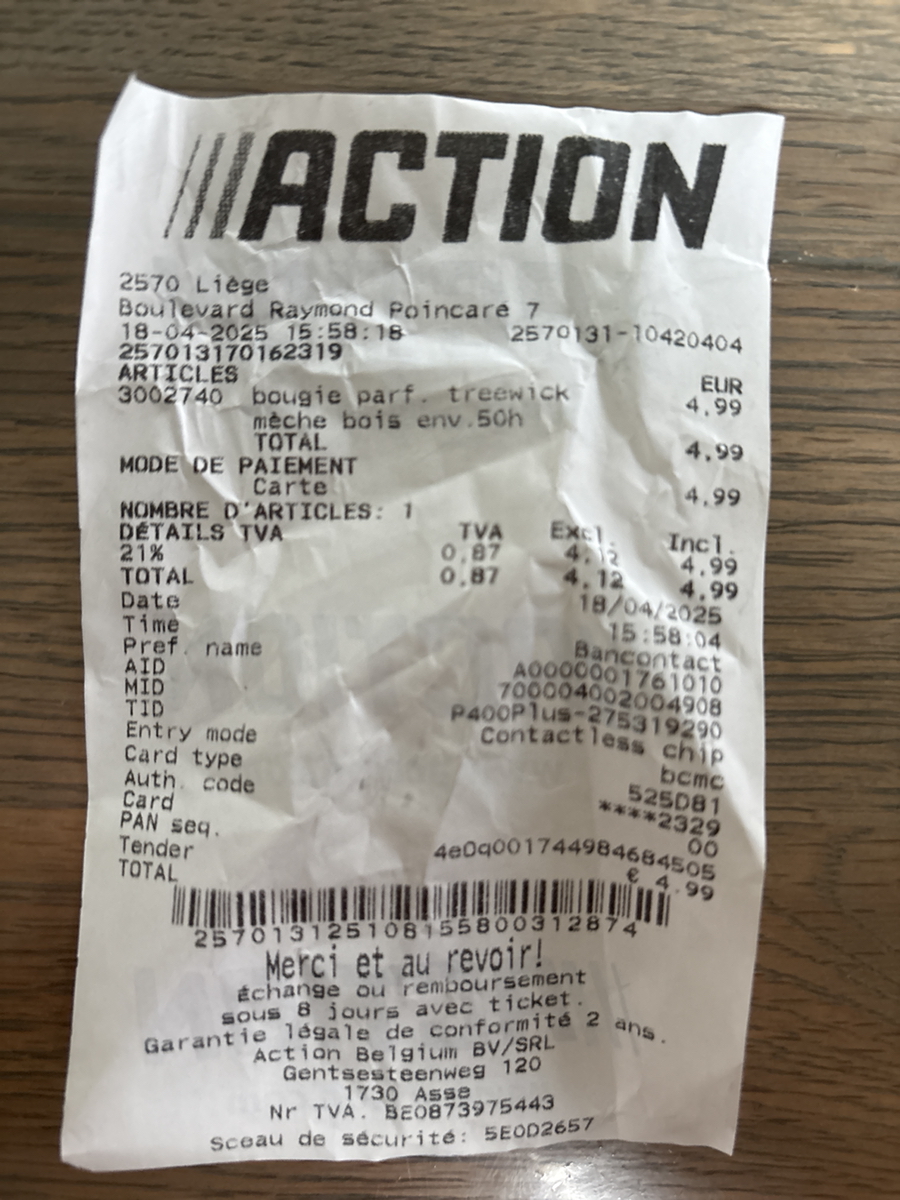 ACTION
2570 Liège
Boulevard Raymond Poincaré 7
18-04-2025 15:58:18 2570131-10420404
257013170162319
ARTICLES EUR
3002740 bougie parf. treewick 4,99
mèche bois env.50h
TOTAL 4,99
MODE DE PAIEMENT
Carte 4,99
NOMBRE D'ARTICLES: 1
DÉTAILS TVA TVA Excl. Incl.
21% 0,87 4,12 4,99
TOTAL 0,87 4,12 4,99
Date 18/04/2025
Time 15:58:04
Pref. name Bancontact
AID A0000001761010
MID 7000040020004908
TID P400Plus-275319290
Entry mode Contactless chip
Card type bcmc
Auth. code 525D81
Card ****2329
PAN seq. 00
Tender 4e0q001744984684505
TOTAL € 4.99
257013125108155800312874
Merci et au revoir!
échange ou remboursement
sous 8 jours avec ticket.
Garantie légale de conformité 2 ans.
Action Belgium BV/SRL
Gentsesteenweg 120
1730 Asse
Nr TVA. BE0873975443
Sceau de sécurité: 5E0D2657